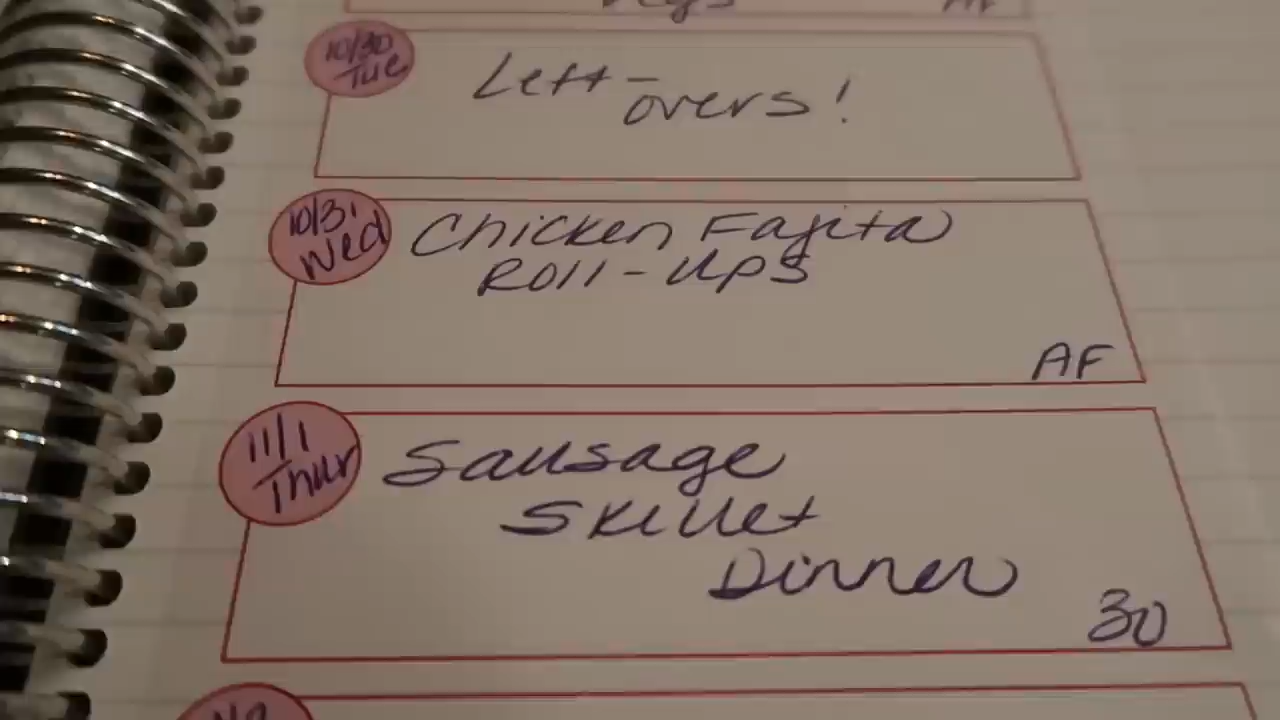 AF
10/30
Tue
Left-
overs!
10/31
Wed
Chicken Fajita
Roll-ups
AF
11/1
Thur
Sausage
Skillet
Dinner
30